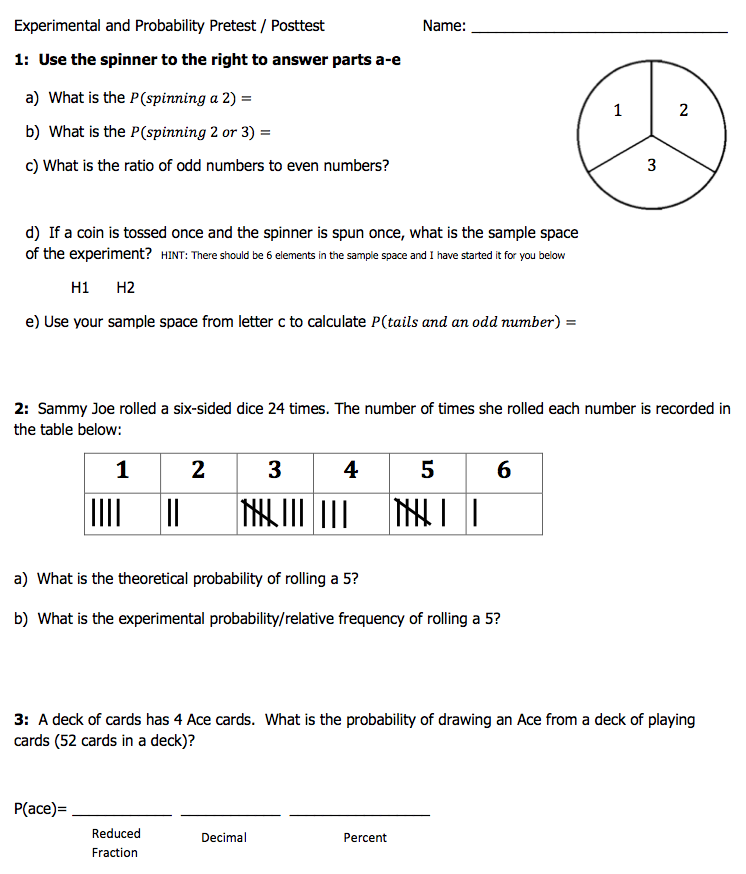 Experimental and Probability Pretest / Posttest Name: ______________________________
1: Use the spinner to the right to answer parts a-e
a) What is the P(spinning a 2) =
1 2
b) What is the P(spinning 2 or 3) =
c) What is the ratio of odd numbers to even numbers?
3
d) If a coin is tossed once and the spinner is spun once, what is the sample space
of the experiment? HINT: There should be 6 elements in the sample space and I have started it for you below
H1 H2
e) Use your sample space from letter c to calculate P(tails and an odd number) =
2: Sammy Joe rolled a six-sided dice 24 times. The number of times she rolled each number is recorded in
the table below:
1 2 3 4 5 6
a) What is the theoretical probability of rolling a 5?
b) What is the experimental probability/relative frequency of rolling a 5?
3: A deck of cards has 4 Ace cards. What is the probability of drawing an Ace from a deck of playing
cards (52 cards in a deck)?
P(ace)= ____________ ____________ _________________
Reduced
Fraction Decimal Percent